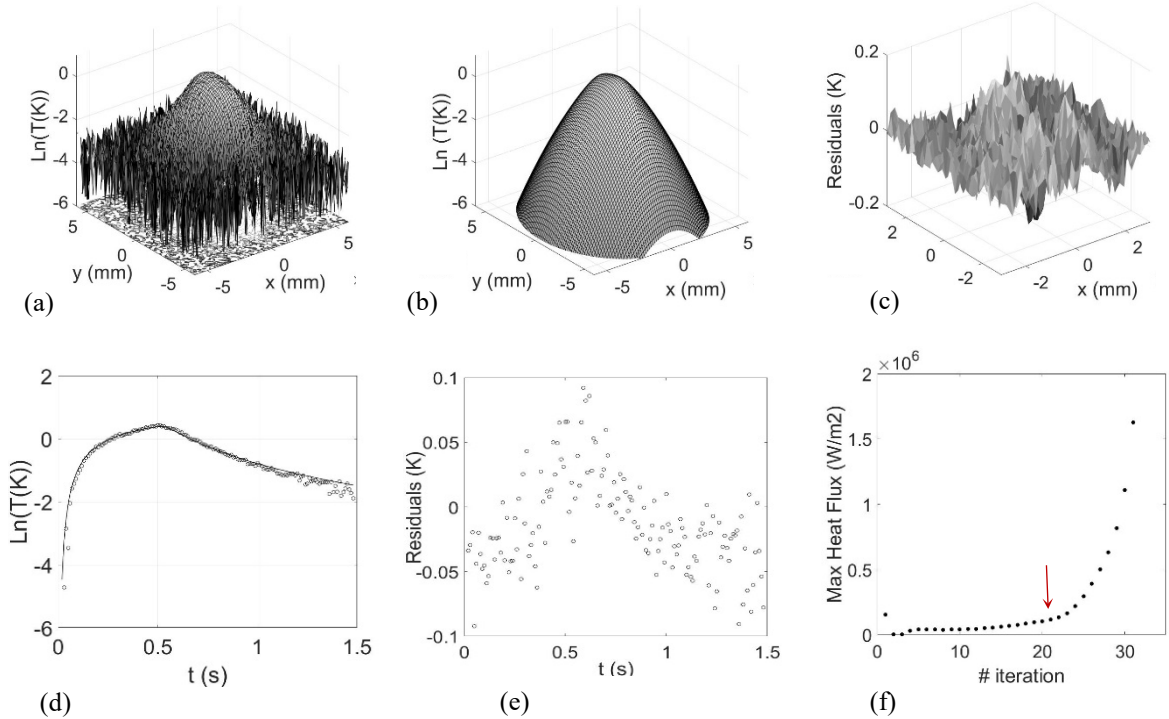 0
-2
-4
-6
Ln(T(K))
5
0
-5
y (mm)
-5
0
5
x (mm)
(a)
0
-2
-4
-6
Ln (T(K))
5
0
-5
y (mm)
-5
0
5
x (mm)
(b)
0.2
0
-0.2
Residuals (K)
2
0
-2
-2
0
2
x (mm)
(c)
2
0
-2
-4
-6
Ln(T(K))
0
0.5
1
1.5
t (s)
(d)
0.1
0.05
0
-0.05
-0.1
Residuals (K)
0
0.5
1
1.5
t (s)
(e)
×10⁶
2
1.5
1
0.5
0
Max Heat Flux (W/m2)
0
10
20
30
# iteration
(f)